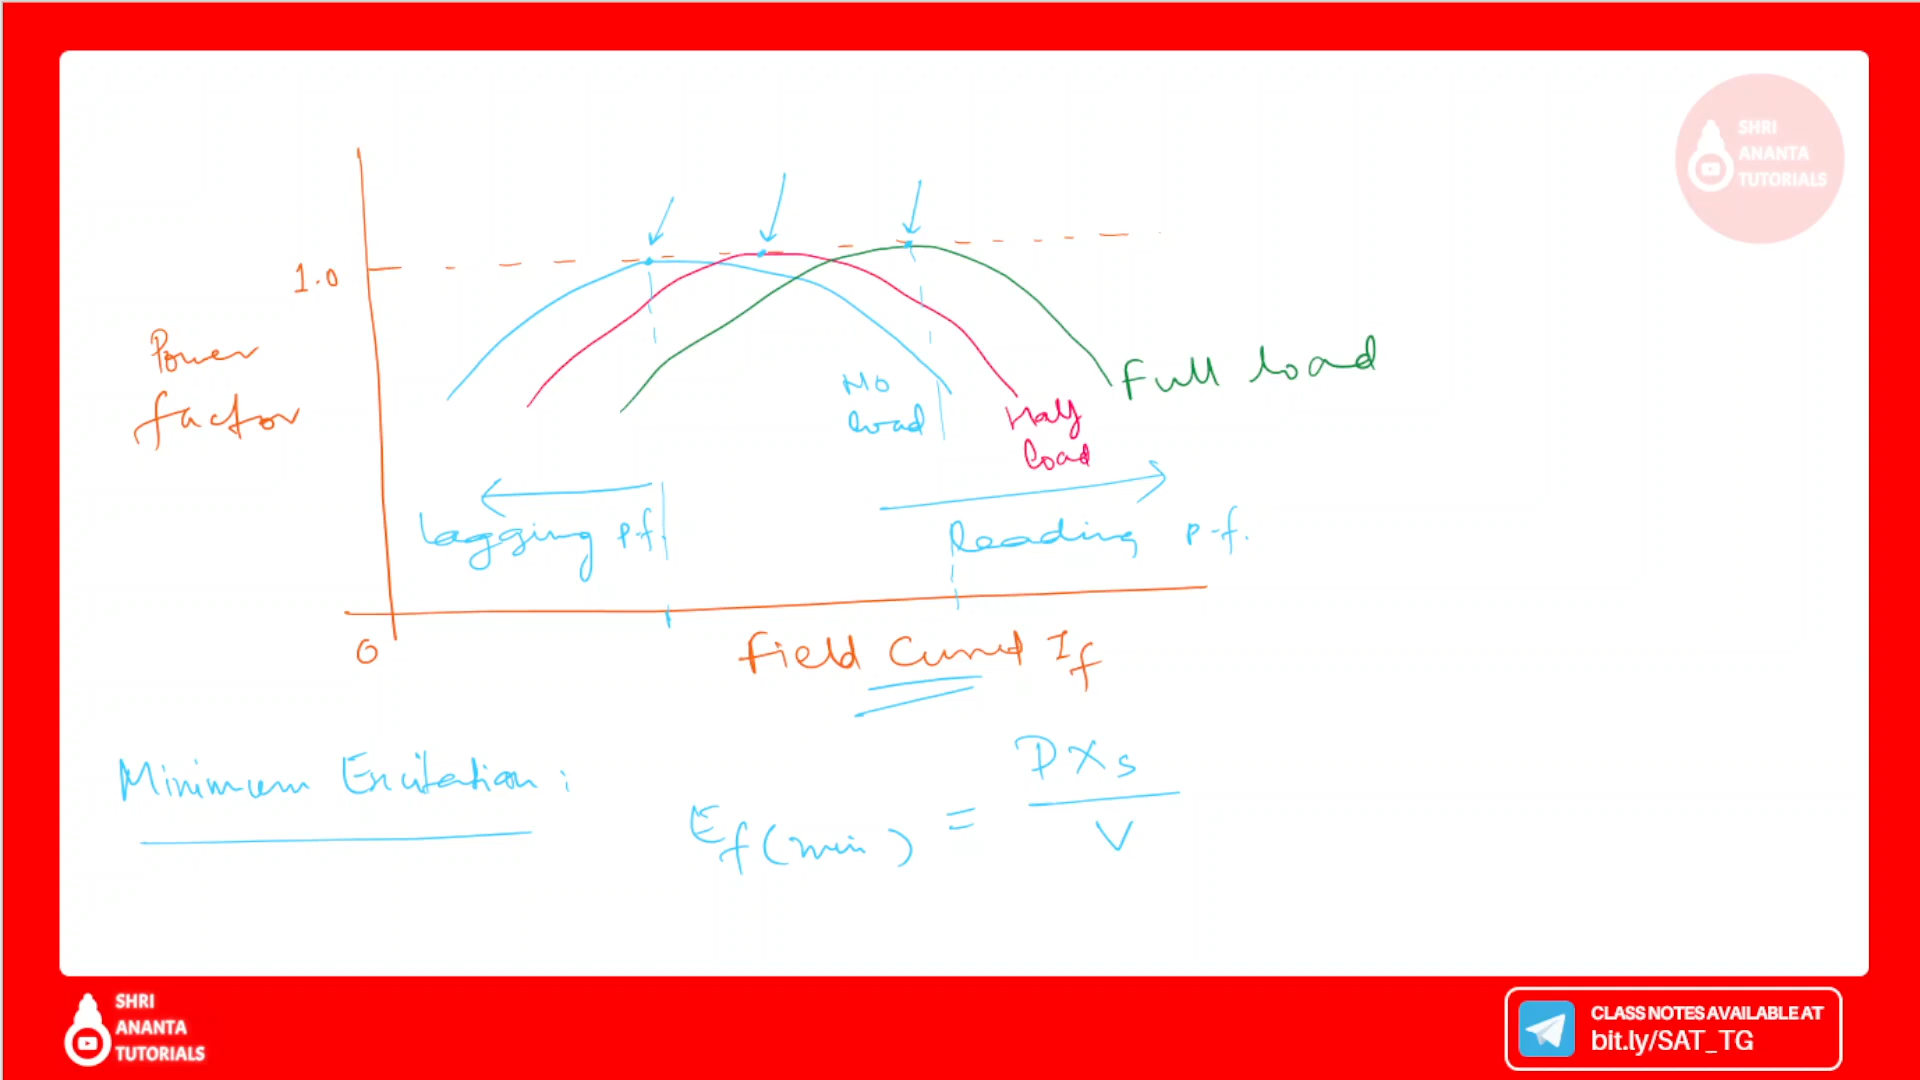 SHRI
ANANTA
TUTORIALS
1.0
Power
factor
No
load
Half
load
Full load
Lagging p.f.
Leading p.f.
0
Field Current If
Minimum Excitation:
Ef(min) = PXs
V
SHRI
ANANTA
TUTORIALS
CLASS NOTES AVAILABLE AT
bit.ly/SAT_TG